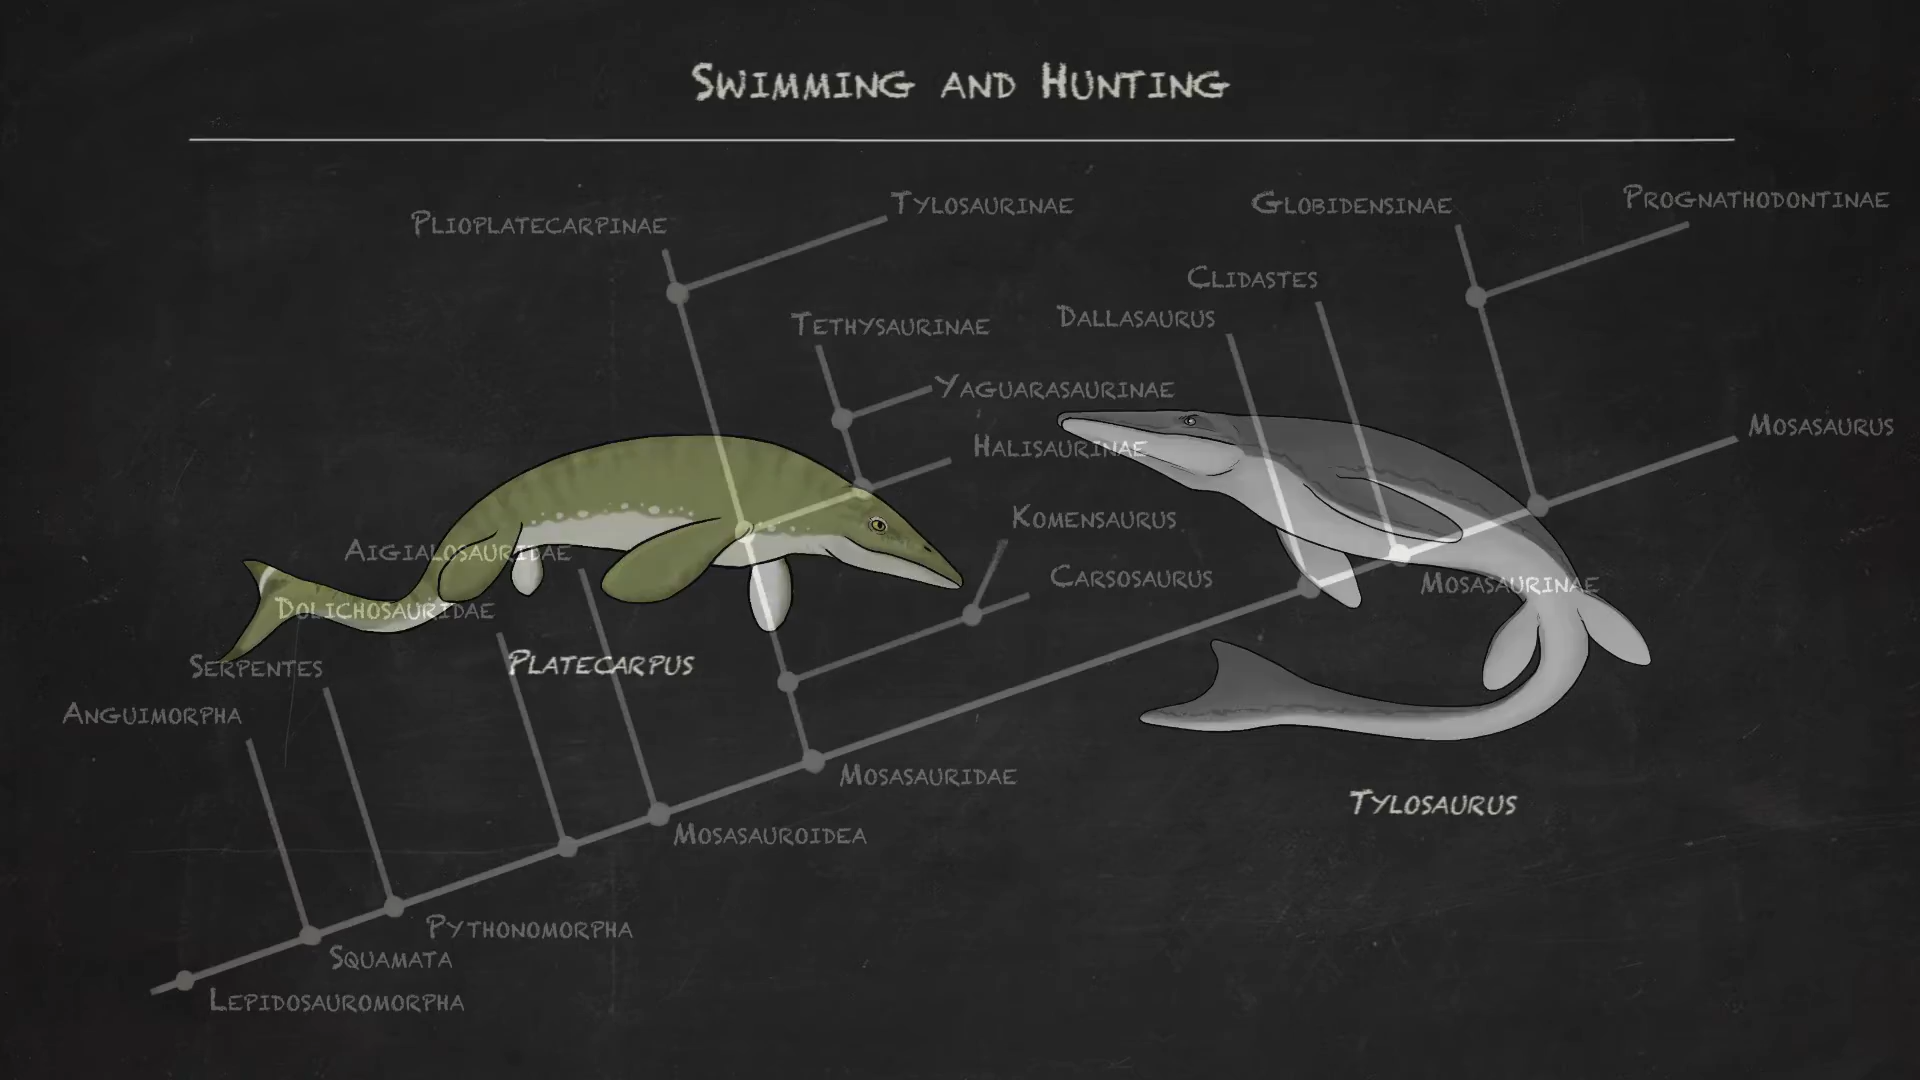 Swimming and Hunting
Plioplatecarpinae
Tylosaurinae
Globidensinae
Prognathodontinae
Clidastes
Dallasaurus
Tethysaurinae
Yaguarasaurinae
Halisaurinae
Mosasaurus
Komensaurus
Aigialosauridae
Carsosaurus
Mosasaurinae
Dolichosauridae
Serpentes
Platecarpus
Anguimorpha
Mosasauridae
Tylosaurus
Mosasauroidea
Pythonomorpha
Squamata
Lepidosauromorpha